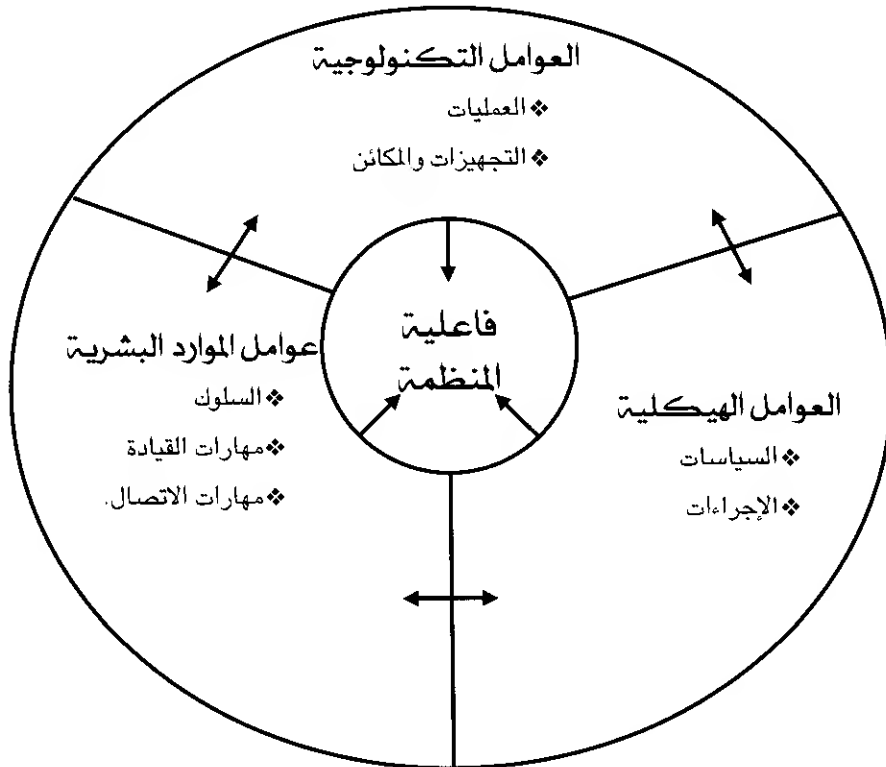 العوامل التكنولوجية
❖العمليات
❖التجهيزات والمكائن
فاعلية
المنظمة
العوامل الهيكلية
❖السياسات
❖الإجراءات
عوامل الموارد البشرية
❖السلوك
❖مهارات القيادة
❖مهارات الاتصال.